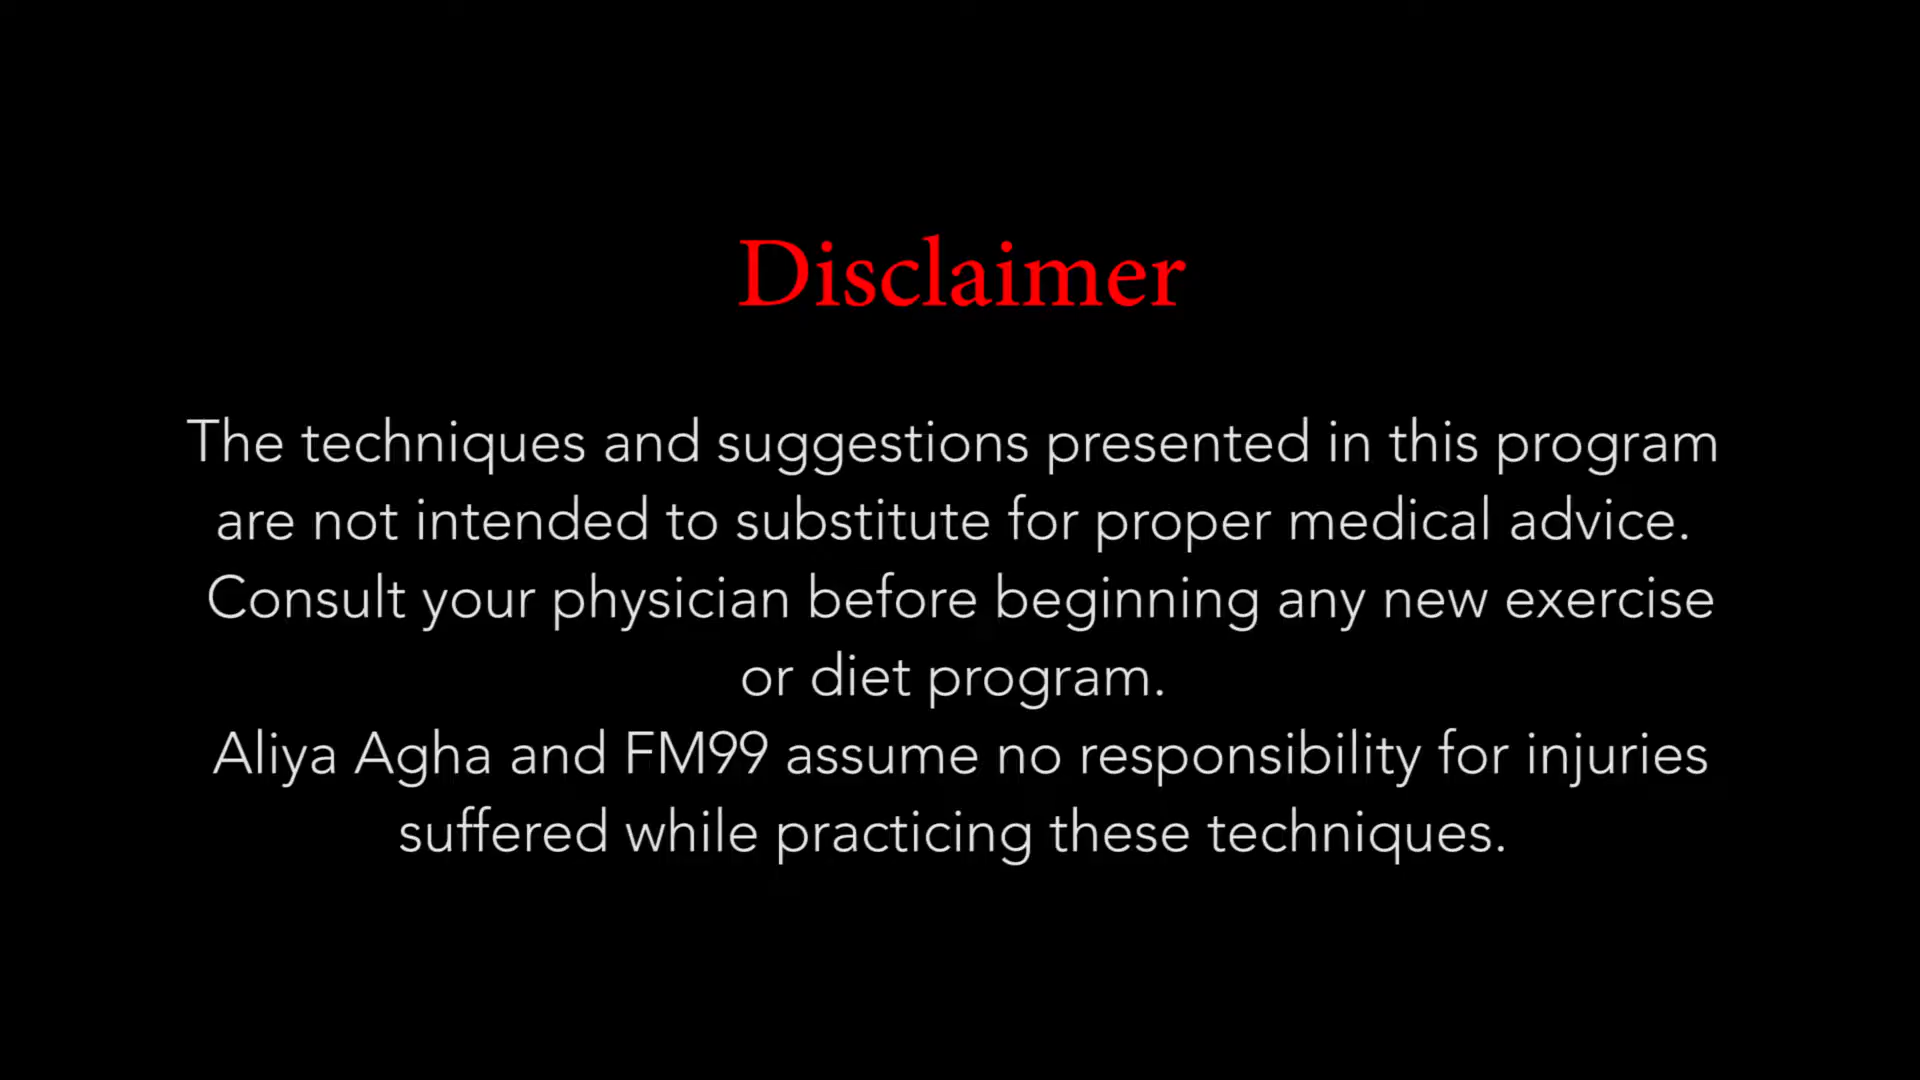 Disclaimer
The techniques and suggestions presented in this program
are not intended to substitute for proper medical advice.
Consult your physician before beginning any new exercise
or diet program.
Aliya Agha and FM99 assume no responsibility for injuries
suffered while practicing these techniques.